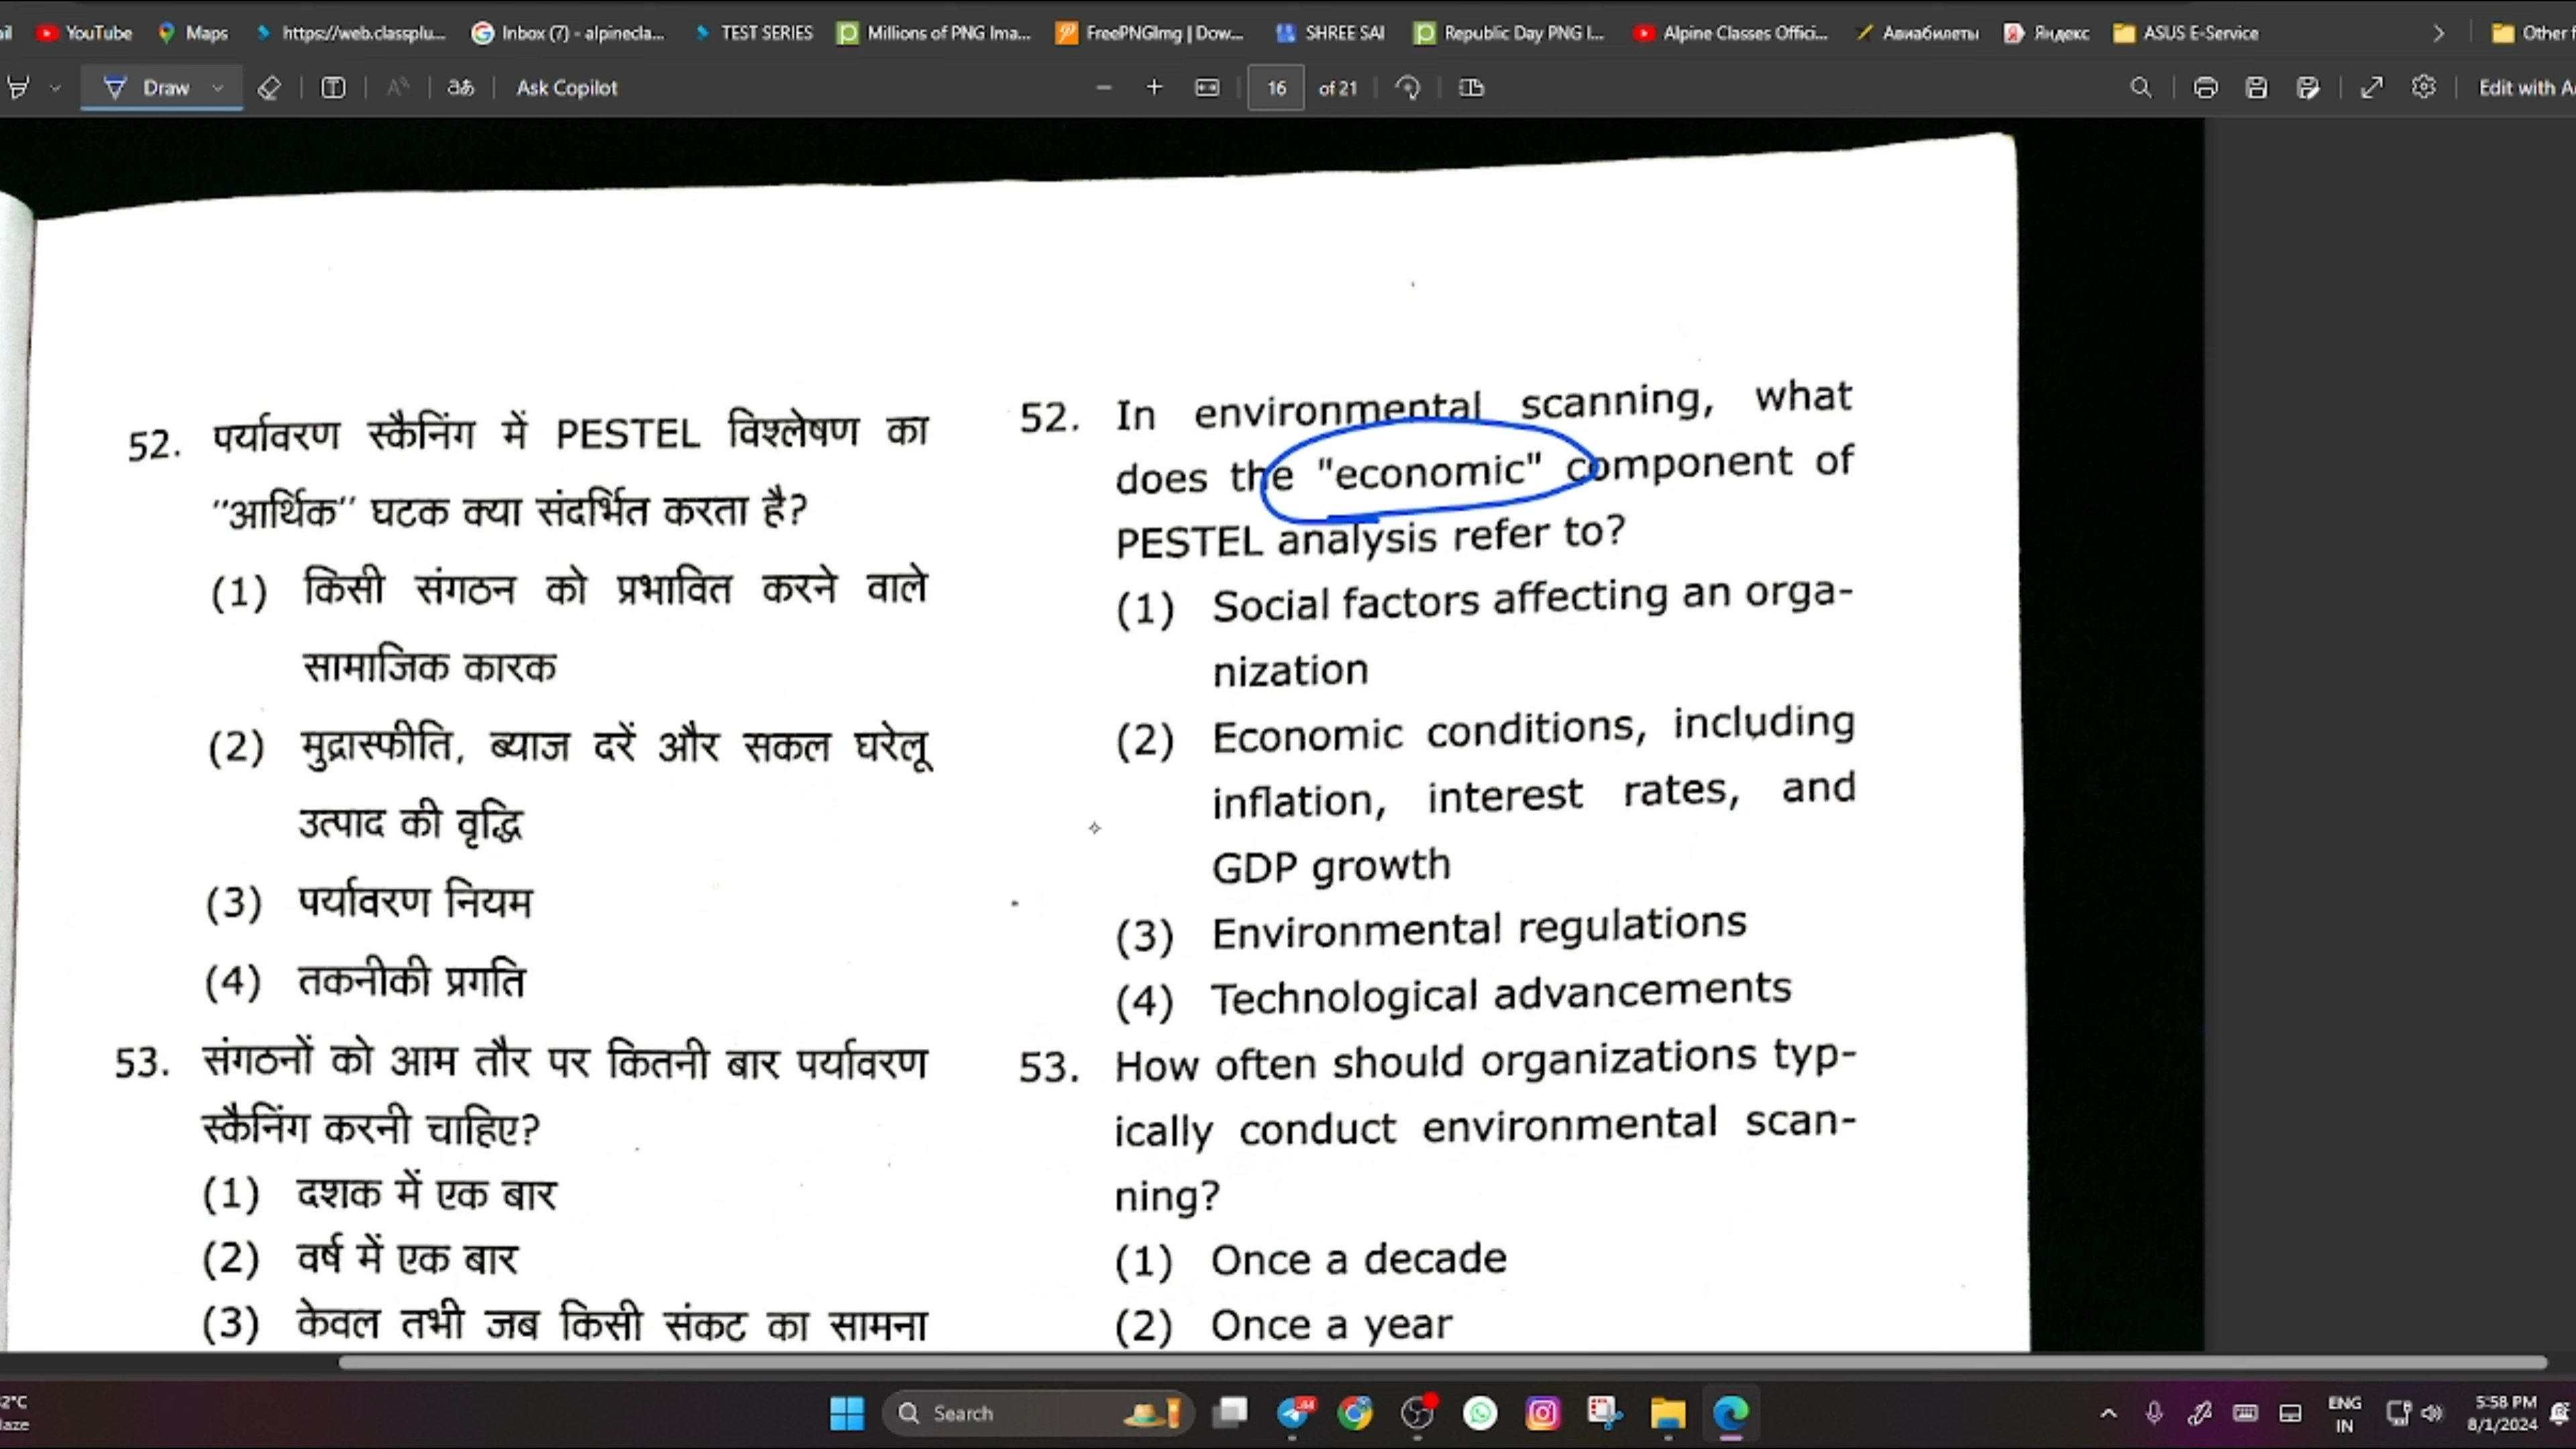 YouTube Maps https://web.classplu... Inbox (7) - alpinecla... TEST SERIES Millions of PNG Ima... FreePNGImg | Dow... SHREE SAI Republic Day PNG I... Alpine Classes Offici... Авиабилеты Яндекс ASUS E-Service
Draw Ask Copilot 16 of 21 Edit with A
52. पर्यावरण स्कैनिंग में PESTEL विश्लेषण का
"आर्थिक" घटक क्या संदर्भित करता है?
(1) किसी संगठन को प्रभावित करने वाले
सामाजिक कारक
(2) मुद्रास्फीति, ब्याज दरें और सकल घरेलू
उत्पाद की वृद्धि
(3) पर्यावरण नियम
(4) तकनीकी प्रगति
53. संगठनों को आम तौर पर कितनी बार पर्यावरण
स्कैनिंग करनी चाहिए?
(1) दशक में एक बार
(2) वर्ष में एक बार
(3) केवल तभी जब किसी संकट का सामना
52. In environmental scanning, what
does the "economic" component of
PESTEL analysis refer to?
(1) Social factors affecting an orga-
nization
(2) Economic conditions, including
inflation, interest rates, and
GDP growth
(3) Environmental regulations
(4) Technological advancements
53. How often should organizations typ-
ically conduct environmental scan-
ning?
(1) Once a decade
(2) Once a year
Search
ENG
IN
5:58 PM
8/1/2024